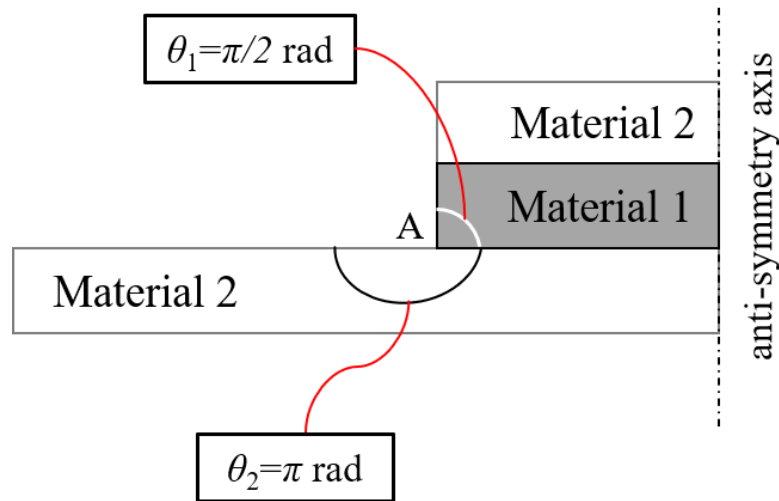 θ₁=π/2 rad
Material 2
Material 1
A
Material 2
θ₂=π rad
anti-symmetry axis